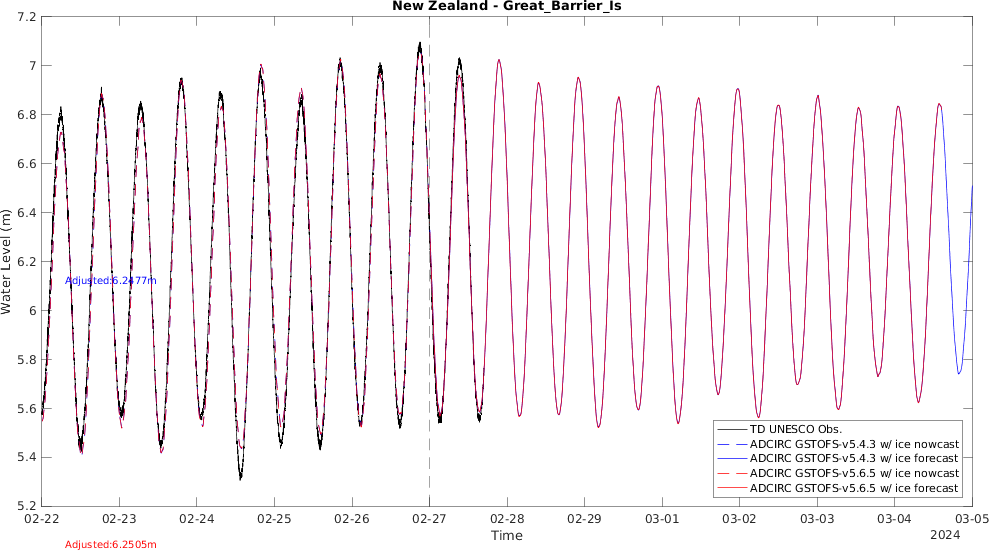 New Zealand - Great_Barrier_Is
7.2
7
6.8
6.6
6.4
6.2
6
5.8
5.6
5.4
5.2
Water Level (m)
Adjusted:6.2477m
TD UNESCO Obs.
ADCIRC GSTOFS-v5.4.3 w/ ice nowcast
ADCIRC GSTOFS-v5.4.3 w/ ice forecast
ADCIRC GSTOFS-v5.6.5 w/ ice nowcast
ADCIRC GSTOFS-v5.6.5 w/ ice forecast
02-22 02-23 02-24 02-25 02-26 02-27 02-28 02-29 03-01 03-02 03-03 03-04 03-05
Time
2024
Adjusted:6.2505m